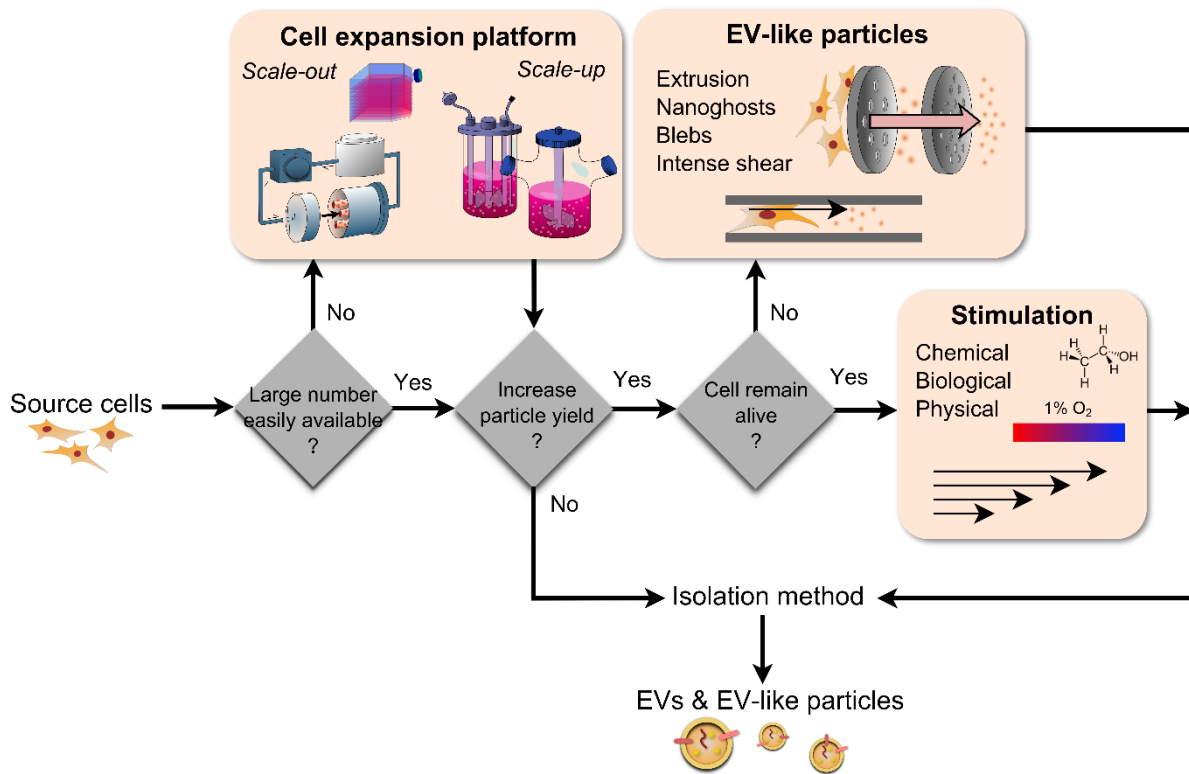 Cell expansion platform
Scale-out
Scale-up
EV-like particles
Extrusion
Nanoghosts
Blebs
Intense shear
No
No
Stimulation
Chemical
Biological
Physical
H
H
C
C
OH
H
H
H
1% O₂
Source cells
Large number
easily available
?
Yes
Increase
particle yield
?
Yes
Cell remain
alive
?
Yes
No
Isolation method
EVs & EV-like particles